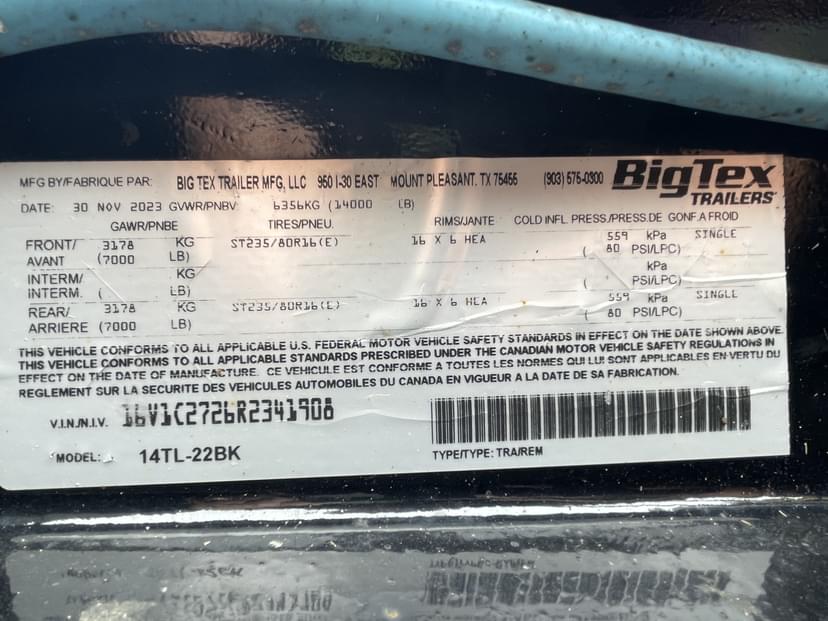 MFG BY/FABRIQUE PAR: BIG TEX TRAILER MFG, LLC 950 I-30 EAST MOUNT PLEASANT, TX 75455 (903) 575-0300 BigTex TRAILERS
DATE: 30 NOV 2023 GVWR/PNBV: 6356KG (14000 LB)
GAWR/PNBE TIRES/PNEU. RIMS/JANTE COLD INFL. PRESS/PRESS.DE GONF.A FROID
FRONT/ 3178 KG ST235/80R16(E) 16 X 6 HEA 559 kPa SINGLE
AVANT (7000 LB) ( 80 PSI/LPC)
INTERM/ KG kPa
INTERM. ( LB) ( PSI/LPC)
REAR/ 3178 KG ST235/80R16(E) 16 X 6 HEA 559 kPa SINGLE
ARRIERE (7000 LB) ( 80 PSI/LPC)
THIS VEHICLE CONFORMS TO ALL APPLICABLE U.S. FEDERAL MOTOR VEHICLE SAFETY STANDARDS IN EFFECT ON THE DATE SHOWN ABOVE.
THIS VEHICLE CONFORMS TO ALL APPLICABLE STANDARDS PRESCRIBED UNDER THE CANADIAN MOTOR VEHICLE SAFETY REGULATIONS IN
EFFECT ON THE DATE OF MANUFACTURE. CE VEHICULE EST CONFORME A TOUTES LES NORMES QUI LUI SONT APPLICABLES EN-VERTU DU
REGLEMENT SUR LA SECURITE DES VEHICULES AUTOMOBILES DU CANADA EN VIGUEUR A LA DATE DE SA FABRICATION.
V.I.N./N.I.V. 16V1C2726R2341908
MODEL: 14TL-22BK TYPE/TYPE: TRA/REM